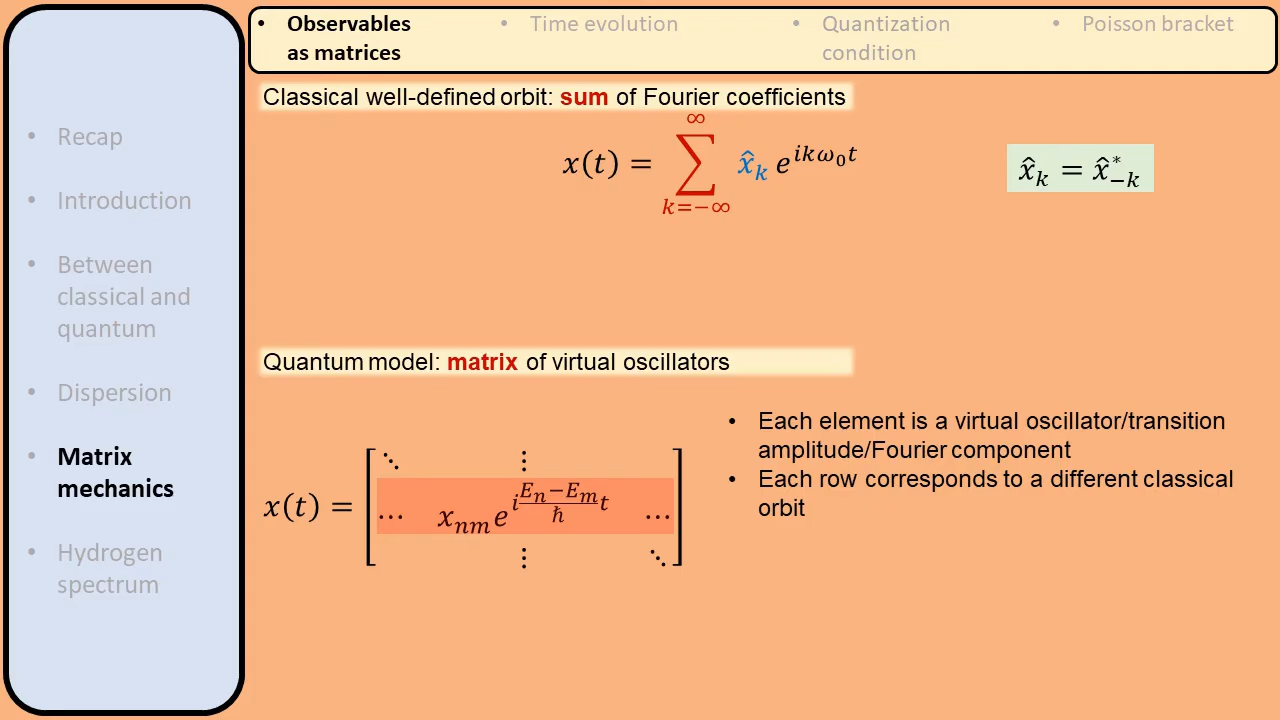 • Observables
as matrices
• Time evolution
• Quantization
condition
• Poisson bracket
• Recap
• Introduction
• Between
classical and
quantum
• Dispersion
• Matrix
mechanics
• Hydrogen
spectrum
Classical well-defined orbit: sum of Fourier coefficients
x(t) = ∑_{k=−∞}^{∞} x̂_k e^{ikω₀t}
x̂_k = x̂*_{−k}
Quantum model: matrix of virtual oscillators
x(t) = [⋱ ⋮
⋯ x_{nm} e^{i\frac{E_n−E_m}{ħ}t} ⋯
⋮ ⋱]
• Each element is a virtual oscillator/transition
amplitude/Fourier component
• Each row corresponds to a different classical
orbit